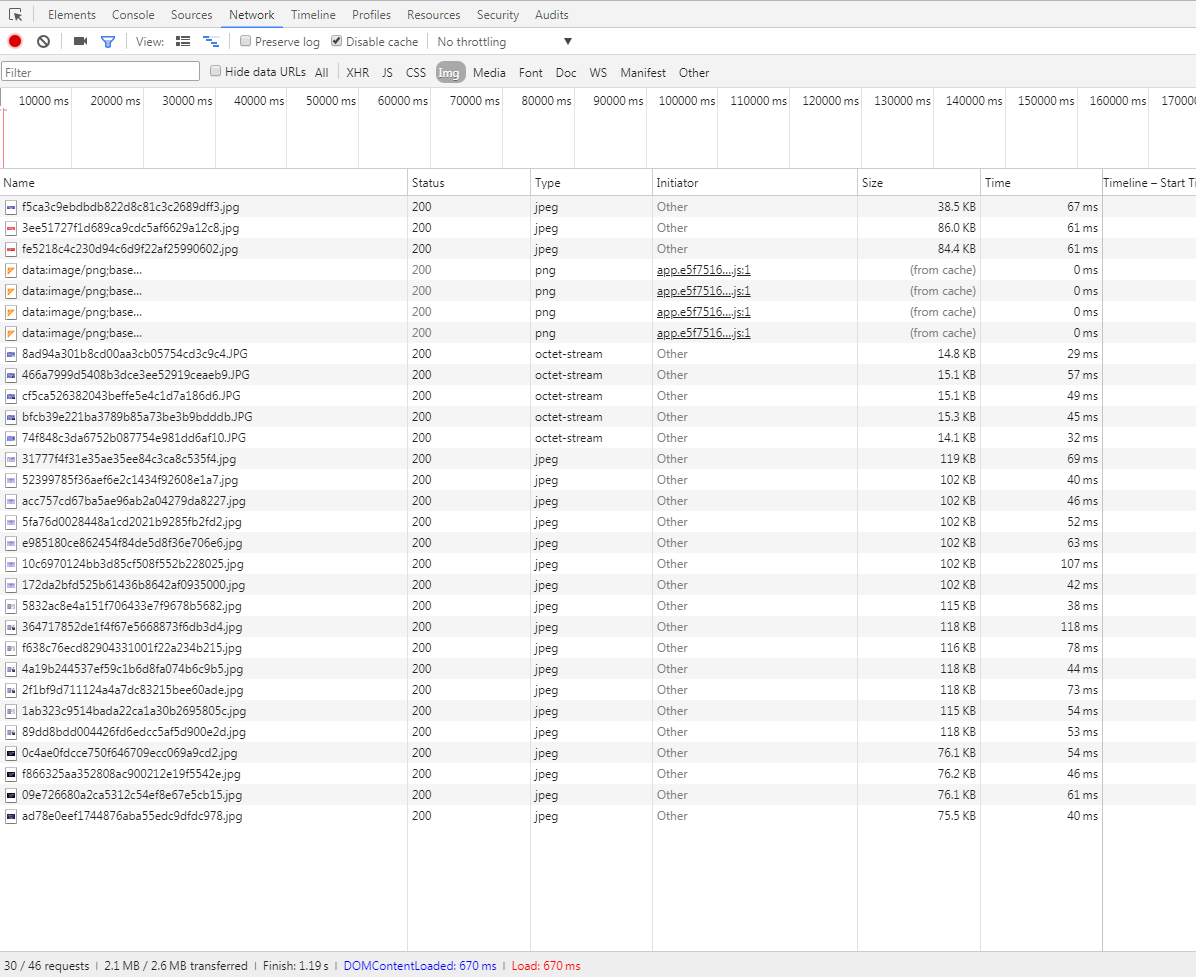 Elements Console Sources Network Timeline Profiles Resources Security Audits
View: Preserve log Disable cache No throttling ▼
Filter Hide data URLs All XHR JS CSS Img Media Font Doc WS Manifest Other
10000 ms 20000 ms 30000 ms 40000 ms 50000 ms 60000 ms 70000 ms 80000 ms 90000 ms 100000 ms 110000 ms 120000 ms 130000 ms 140000 ms 150000 ms 160000 ms 17000
Name Status Type Initiator Size Time Timeline – Start Ti
f5ca3c9ebdbdb822d8c81c3c2689dff3.jpg 200 jpeg Other 38.5 KB 67 ms
3ee51727f1d689ca9cdc5af6629a12c8.jpg 200 jpeg Other 86.0 KB 61 ms
fe5218c4c230d94c6d9f22af25990602.jpg 200 jpeg Other 84.4 KB 61 ms
data:image/png;base... 200 png app.e5f7516....js:1 (from cache) 0 ms
data:image/png;base... 200 png app.e5f7516....js:1 (from cache) 0 ms
data:image/png;base... 200 png app.e5f7516....js:1 (from cache) 0 ms
data:image/png;base... 200 png app.e5f7516....js:1 (from cache) 0 ms
8ad94a301b8cd00aa3cb05754cd3c9c4.JPG 200 octet-stream Other 14.8 KB 29 ms
466a7999d5408b3dce3ee52919ceaeb9.JPG 200 octet-stream Other 15.1 KB 57 ms
cf5ca526382043beffe5e4c1d7a186d6.JPG 200 octet-stream Other 15.1 KB 49 ms
bfcb39e221ba3789b85a73be3b9bdddb.JPG 200 octet-stream Other 15.3 KB 45 ms
74f848c3da6752b087754e981dd6af10.JPG 200 octet-stream Other 14.1 KB 32 ms
31777f4f31e35ae35ee84c3ca8c535f4.jpg 200 jpeg Other 119 KB 69 ms
52399785f36aef6e2c1434f92608e1a7.jpg 200 jpeg Other 102 KB 40 ms
acc757cd67ba5ae96ab2a04279da8227.jpg 200 jpeg Other 102 KB 46 ms
5fa76d0028448a1cd2021b9285fb2fd2.jpg 200 jpeg Other 102 KB 52 ms
e985180ce862454f84de5d8f36e706e6.jpg 200 jpeg Other 102 KB 63 ms
10c6970124bb3d85cf508f552b228025.jpg 200 jpeg Other 102 KB 107 ms
172da2bfd525b61436b8642af0935000.jpg 200 jpeg Other 102 KB 42 ms
5832ac8e4a151f706433e7f9678b5682.jpg 200 jpeg Other 115 KB 38 ms
364717852de1f4f67e5668873f6db3d4.jpg 200 jpeg Other 118 KB 118 ms
f638c76ecd82904331001f22a234b215.jpg 200 jpeg Other 116 KB 78 ms
4a19b244537ef59c1b6d8fa074b6c9b5.jpg 200 jpeg Other 118 KB 44 ms
2f1bf9d711124a4a7dc83215bee60ade.jpg 200 jpeg Other 118 KB 73 ms
1ab323c9514bada22ca1a30b2695805c.jpg 200 jpeg Other 115 KB 54 ms
89dd8bdd004426fd6edcc5af5d900e2d.jpg 200 jpeg Other 118 KB 53 ms
0c4ae0fdcce750f646709ecc069a9cd2.jpg 200 jpeg Other 76.1 KB 54 ms
f866325aa352808ac900212e19f5542e.jpg 200 jpeg Other 76.2 KB 46 ms
09e726680a2ca5312c54ef8e67e5cb15.jpg 200 jpeg Other 76.1 KB 61 ms
ad78e0eef1744876aba55edc9dfdc978.jpg 200 jpeg Other 75.5 KB 40 ms
30 / 46 requests | 2.1 MB / 2.6 MB transferred | Finish: 1.19 s | DOMContentLoaded: 670 ms | Load: 670 ms